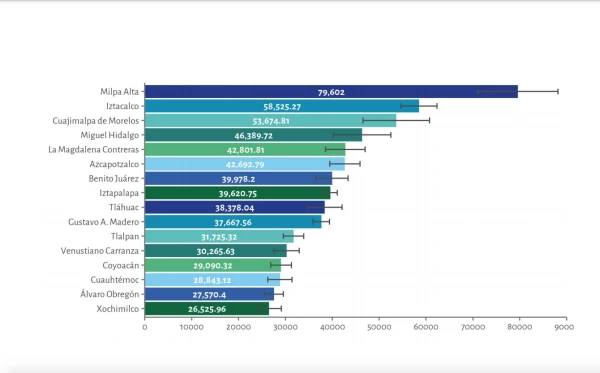 Milpa Alta 79,602
Iztacalco 58,525.27
Cuajimalpa de Morelos 53,674.81
Miguel Hidalgo 46,389.72
La Magdalena Contreras 42,801.81
Azcapotzalco 42,692.79
Benito Juárez 39,978.2
Iztapalapa 39,620.75
Tláhuac 38,378.04
Gustavo A. Madero 37,667.56
Tlalpan 31,725.32
Venustiano Carranza 30,265.63
Coyoacán 29,090.32
Cuauhtémoc 28,843.12
Álvaro Obregón 27,570.4
Xochimilco 26,525.96
0 10000 20000 30000 40000 50000 60000 70000 80000 9000